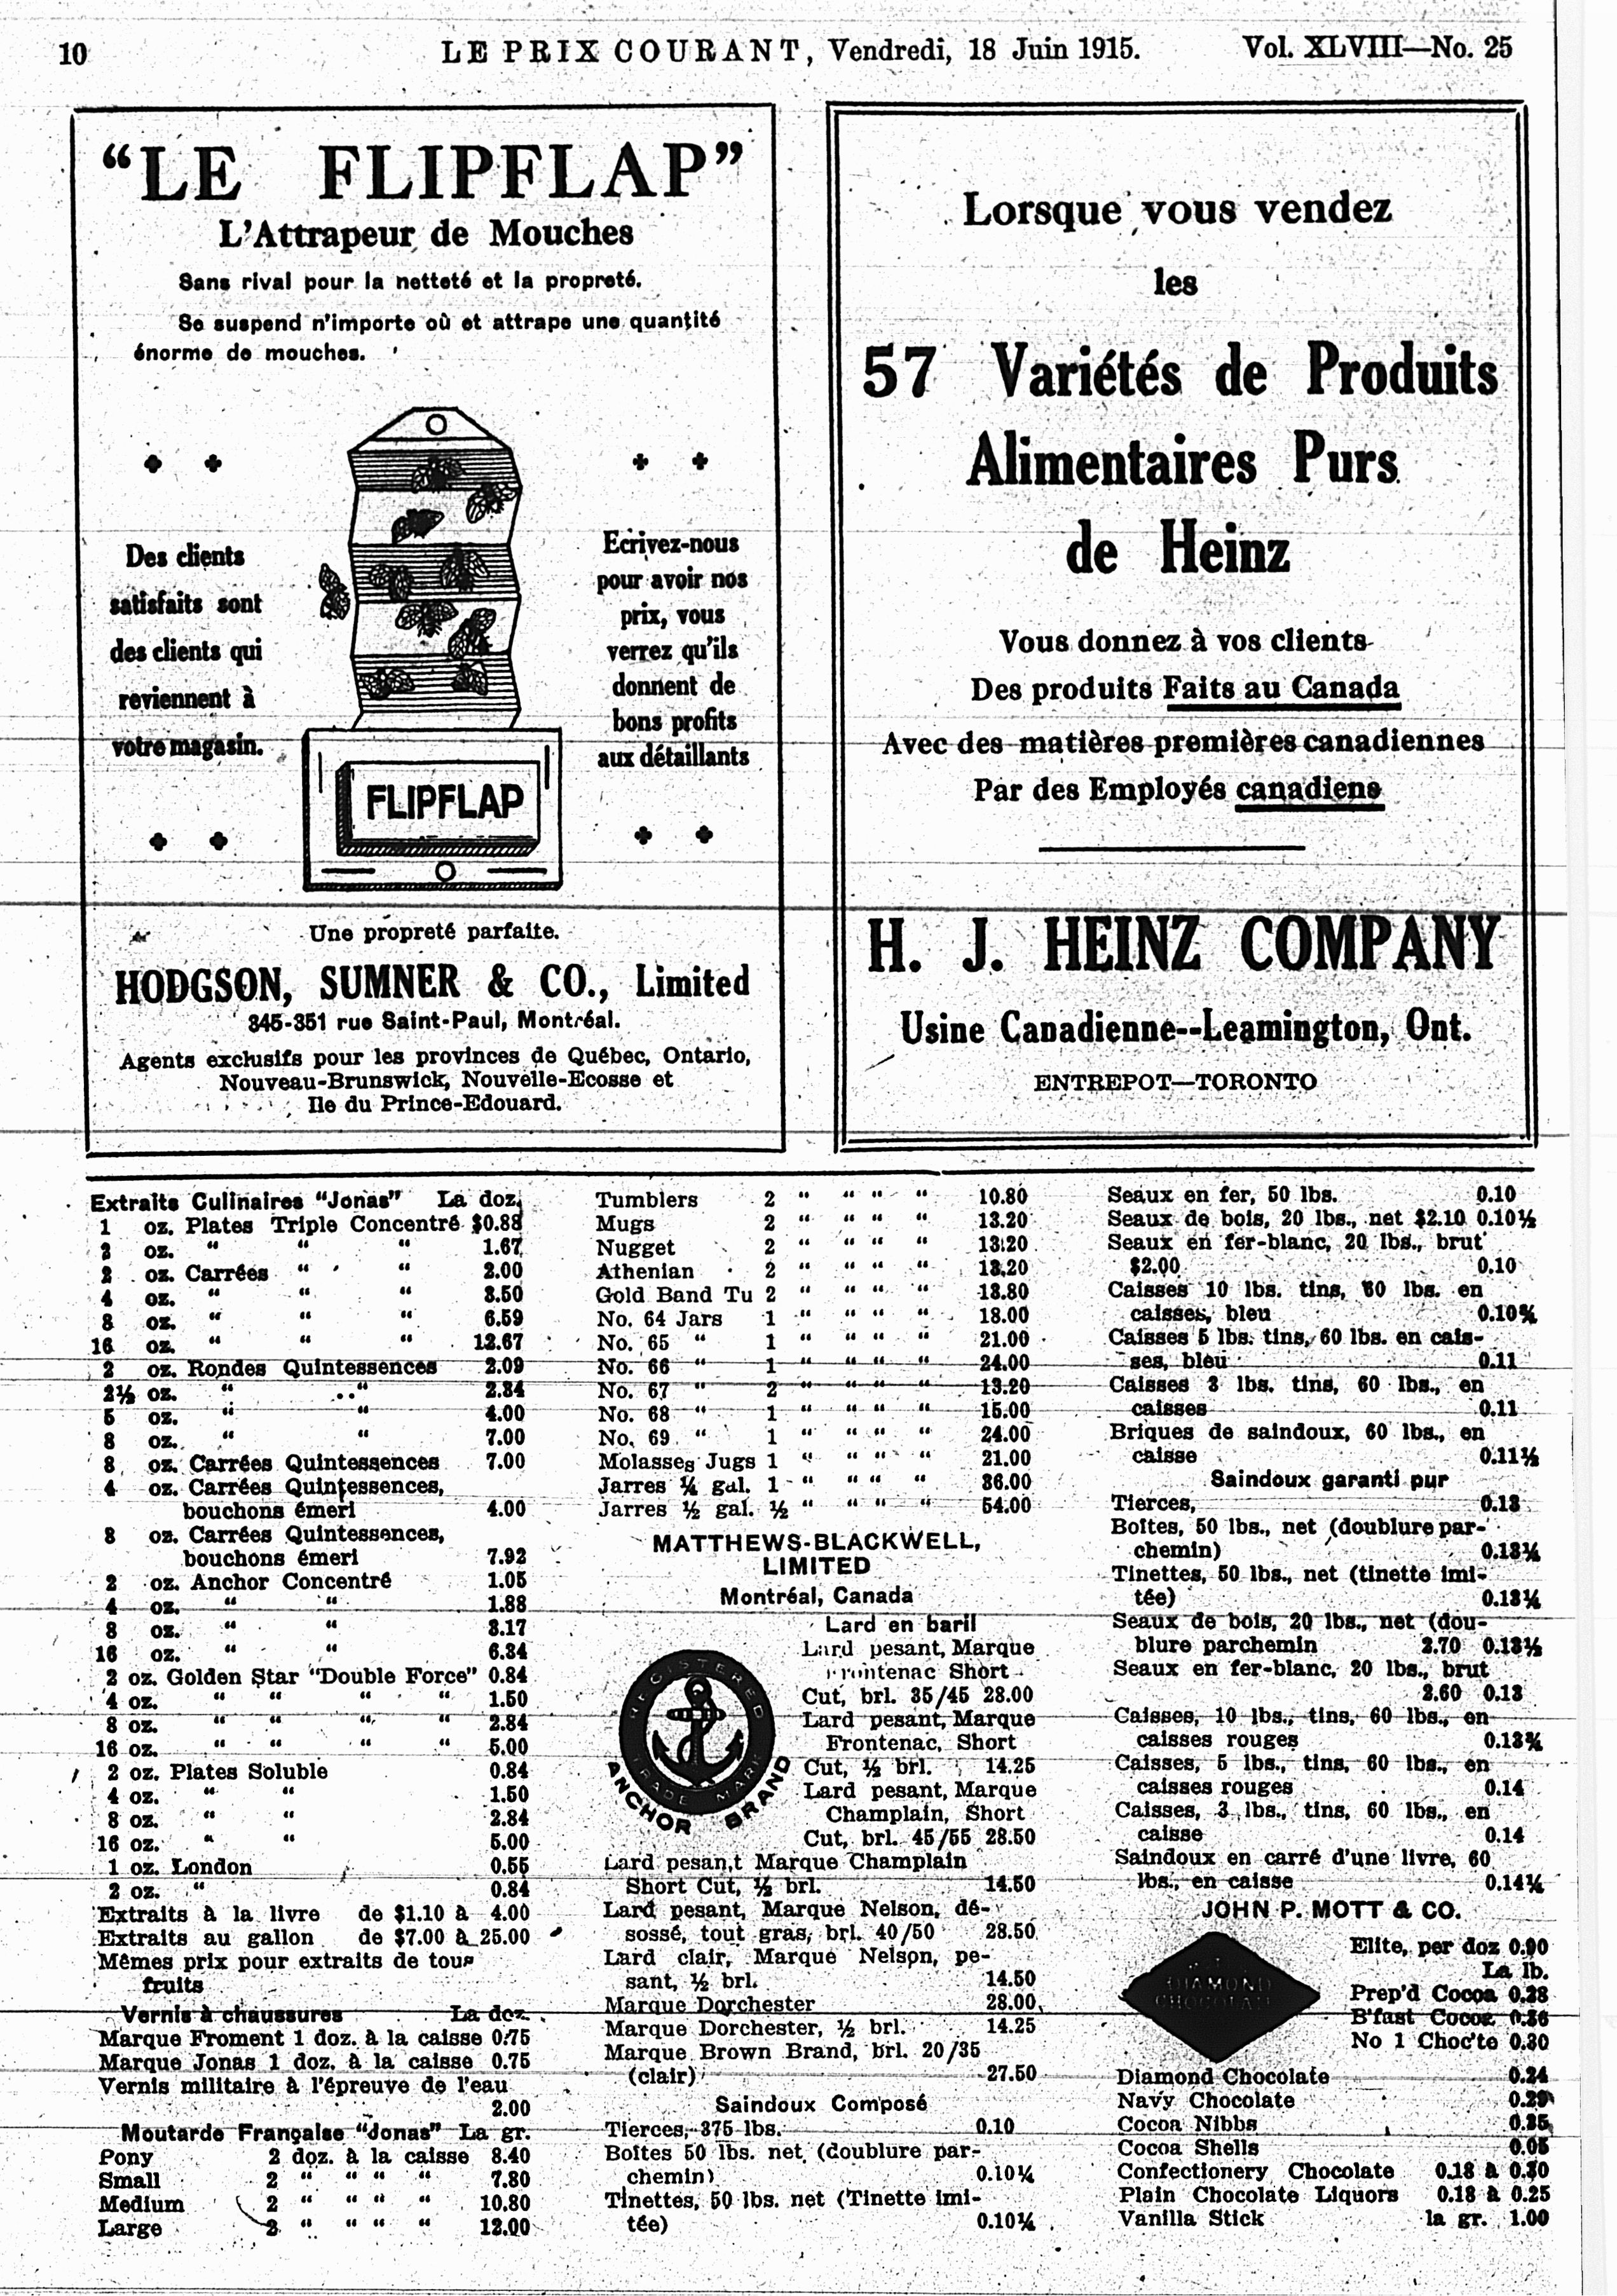 10
LE PRIX COURANT, Vendredi, 18 Juin 1915.
Vol. XLVIII—No. 25
“LE FLIPFLAP”
L'Attrapeur de Mouches
Sans rival pour la netteté et la propreté.
Se suspend n'importe où et attrape une quantité
énorme de mouches.
Des clients
satisfaits sont
des clients qui
reviennent à
votre magasin.
FLIPFLAP
Ecrivez-nous
pour avoir nos
prix, vous
verrez qu'ils
donnent de
bons profits
aux détaillants
Une propreté parfaite.
HODGSON, SUMNER & CO., Limited
345-351 rue Saint-Paul, Montréal.
Agents exclusifs pour les provinces de Québec, Ontario,
Nouveau-Brunswick, Nouvelle-Ecosse et
Ile du Prince-Edouard.
Lorsque vous vendez
les
57 Variétés de Produits
Alimentaires Purs
de Heinz
Vous donnez à vos clients
Des produits Faits au Canada
Avec des matières premières canadiennes
Par des Employés canadiens
H. J. HEINZ COMPANY
Usine Canadienne--Leamington, Ont.
ENTREPOT—TORONTO
Extraits Culinaires “Jonas” La doz.
1 oz. Plates Triple Concentré $0.88
2 oz. “ “ “ 1.67
2 oz. Carrées “ “ 2.00
4 oz. “ “ “ 3.50
8 oz. “ “ “ 6.59
16 oz. “ “ “ 12.67
2 oz. Rondes Quintessences 2.09
2½ oz. “ “ 2.34
5 oz. “ “ 4.00
8 oz. “ “ 7.00
8 oz. Carrées Quintessences 7.00
4 oz. Carrées Quintessences,
bouchons émeri 4.00
8 oz. Carrées Quintessences,
bouchons émeri 7.92
2 oz. Anchor Concentré 1.05
4 oz. “ “ 1.88
8 oz. “ “ 3.17
16 oz. “ “ 6.34
2 oz. Golden Star “Double Force” 0.84
4 oz. “ “ “ “ 1.50
8 oz. “ “ “ “ 2.84
16 oz. “ “ “ “ 5.00
2 oz. Plates Soluble 0.84
4 oz. “ “ 1.50
8 oz. “ “ 2.84
16 oz. “ “ 5.00
1 oz. London 0.55
2 oz. “ 0.84
Extraits à la livre de $1.10 à 4.00
Extraits au gallon de $7.00 à 25.00
Mêmes prix pour extraits de tous
fruits
Vernis à chaussures La doz.
Marque Froment 1 doz. à la caisse 0.75
Marque Jonas 1 doz. à la caisse 0.75
Vernis militaire à l'épreuve de l'eau
2.00
Moutarde Française “Jonas” La gr.
Pony 2 doz. à la caisse 8.40
Small 2 “ “ “ “ 7.80
Medium 2 “ “ “ “ 10.80
Large 2 “ “ “ “ 12.00
Tumblers 2 “ “ “ “ 10.80
Mugs 2 “ “ “ “ 13.20
Nugget 2 “ “ “ “ 13.20
Athenian 2 “ “ “ “ 13.20
Gold Band Tu 2 “ “ “ “ 13.80
No. 64 Jars 1 “ “ “ “ 18.00
No. 65 “ 1 “ “ “ “ 21.00
No. 66 “ 1 “ “ “ “ 24.00
No. 67 “ 2 “ “ “ “ 13.20
No. 68 “ 1 “ “ “ “ 15.00
No. 69 “ 1 “ “ “ “ 24.00
Molasses Jugs 1 “ “ “ “ 21.00
Jarres ¼ gal. 1 “ “ “ “ 36.00
Jarres ½ gal. ½ “ “ “ “ 54.00
MATTHEWS-BLACKWELL,
LIMITED
Montréal, Canada
REGISTERED
TRADE MARK
ANCHOR BRAND
Lard en baril
Lard pesant, Marque
Frontenac Short
Cut, brl. 35/45 28.00
Lard pesant, Marque
Frontenac, Short
Cut, ½ brl. 14.25
Lard pesant, Marque
Champlain, Short
Cut, brl. 45/55 28.50
Lard pesan,t Marque Champlain
Short Cut, ½ brl. 14.50
Lard pesant, Marque Nelson, dé-
sossé, tout gras, brl. 40/50 28.50
Lard clair, Marque Nelson, pe-
sant, ½ brl. 14.50
Marque Dorchester 28.00
Marque Dorchester, ½ brl. 14.25
Marque Brown Brand, brl. 20/35
(clair) 27.50
Saindoux Composé
Tierces, 375 lbs. 0.10
Boîtes 50 lbs. net (doublure par-
chemin) 0.10¼
Tinettes, 50 lbs. net (Tinette imi-
tée) 0.10¼
Seaux en fer, 50 lbs. 0.10
Seaux de bois, 20 lbs., net $2.10 0.10½
Seaux en fer-blanc, 20 lbs., brut
$2.00 0.10
Caisses 10 lbs. tins, 60 lbs. en
caisses, bleu 0.10¾
Caisses 5 lbs. tins, 60 lbs. en cais-
ses, bleu 0.11
Caisses 3 lbs. tins, 60 lbs., en
caisses 0.11
Briques de saindoux, 60 lbs., en
caisse 0.11½
Saindoux garanti pur
Tierces, 0.13
Boîtes, 50 lbs., net (doublure par-
chemin) 0.13¼
Tinettes, 50 lbs., net (tinette imi-
tée) 0.13¼
Seaux de bois, 20 lbs., net (dou-
blure parchemin 2.70 0.13½
Seaux en fer-blanc, 20 lbs., brut
2.60 0.13
Caisses, 10 lbs., tins, 60 lbs., en
caisses rouges 0.13¾
Caisses, 5 lbs., tins, 60 lbs., en
caisses rouges 0.14
Caisses, 3 lbs., tins, 60 lbs., en
caisse 0.14
Saindoux en carré d'une livre, 60
lbs., en caisse 0.14¼
JOHN P. MOTT & CO.
DIAMOND
CHOCOLATE
Elite, per doz 0.90
La lb.
Prep'd Cocoa 0.28
B'fast Cocoa 0.36
No 1 Choc'te 0.30
Diamond Chocolate 0.24
Navy Chocolate 0.29
Cocoa Nibbs 0.35
Cocoa Shells 0.05
Confectionery Chocolate 0.18 à 0.30
Plain Chocolate Liquors 0.18 à 0.25
Vanilla Stick la gr. 1.00